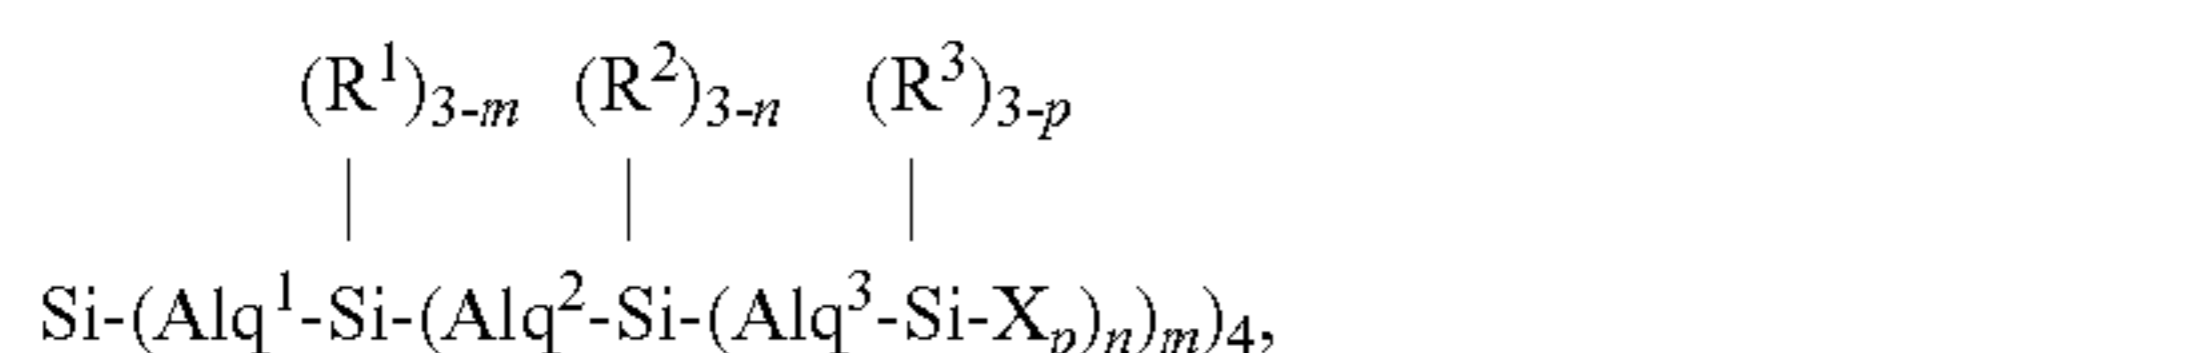 (R¹)₃₋ₘ (R²)₃₋ₙ (R³)₃₋ₚ
| | |
Si-(Alq¹-Si-(Alq²-Si-(Alq³-Si-Xₚ)ₙ)ₘ)₄,